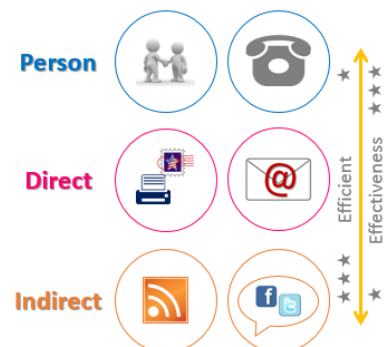 Person
Direct
@
Indirect
f
t
Efficient
Effectiveness